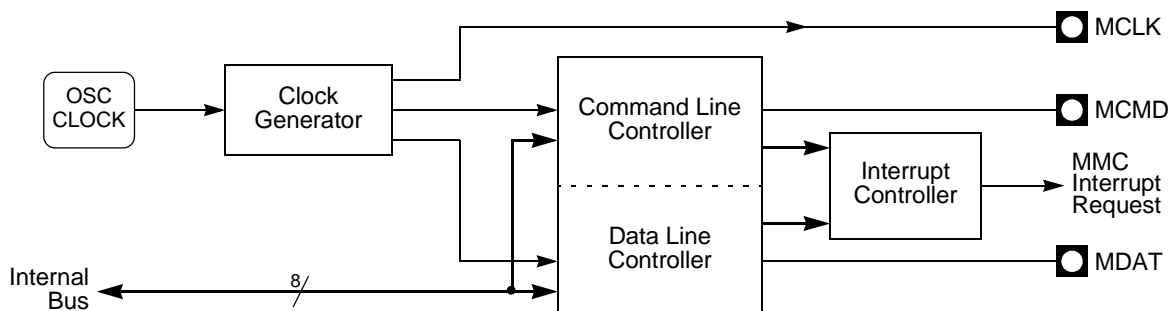 MCLK
OSC
CLOCK
Clock
Generator
Command Line
Controller
MCMD
Interrupt
Controller
MMC
Interrupt
Request
Data Line
Controller
MDAT
Internal
Bus
8